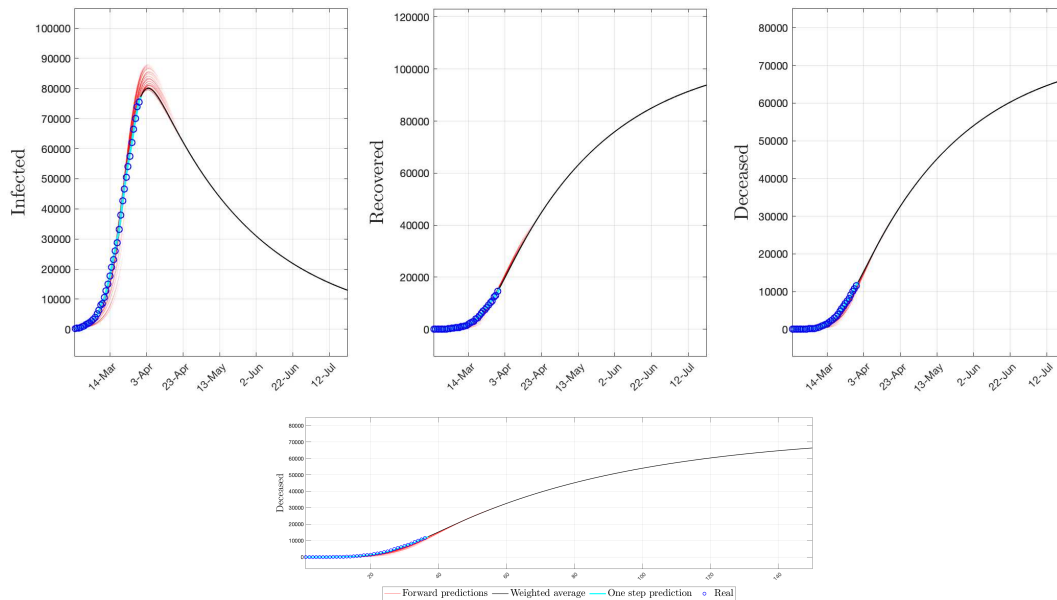 100000
90000
80000
70000
60000
50000
40000
30000
20000
10000
0
Infected
14-Mar
3-Apr
23-Apr
13-May
2-Jun
22-Jun
12-Jul
120000
100000
80000
60000
40000
20000
0
Recovered
14-Mar
3-Apr
23-Apr
13-May
2-Jun
22-Jun
12-Jul
80000
70000
60000
50000
40000
30000
20000
10000
0
Deceased
14-Mar
3-Apr
23-Apr
13-May
2-Jun
22-Jun
12-Jul
80000
70000
60000
50000
40000
30000
20000
10000
0
Deceased
20
40
60
80
100
120
140
Forward predictions Weighted average One step prediction Real